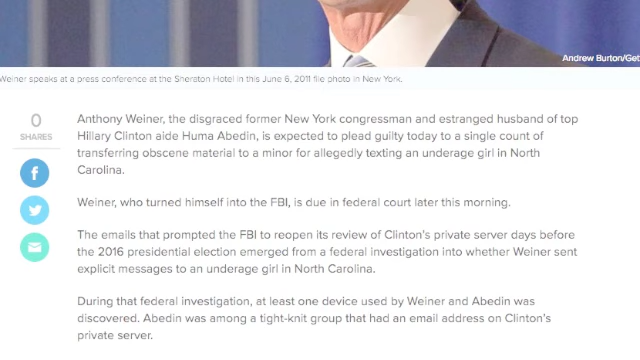 Andrew Burton/Get
Weiner speaks at a press conference at the Sheraton Hotel in this June 6, 2011 file photo in New York.
0
SHARES
Anthony Weiner, the disgraced former New York congressman and estranged husband of top
Hillary Clinton aide Huma Abedin, is expected to plead guilty today to a single count of
transferring obscene material to a minor for allegedly texting an underage girl in North
Carolina.
Weiner, who turned himself into the FBI, is due in federal court later this morning.
The emails that prompted the FBI to reopen its review of Clinton's private server days before
the 2016 presidential election emerged from a federal investigation into whether Weiner sent
explicit messages to an underage girl in North Carolina.
During that federal investigation, at least one device used by Weiner and Abedin was
discovered. Abedin was among a tight-knit group that had an email address on Clinton's
private server.